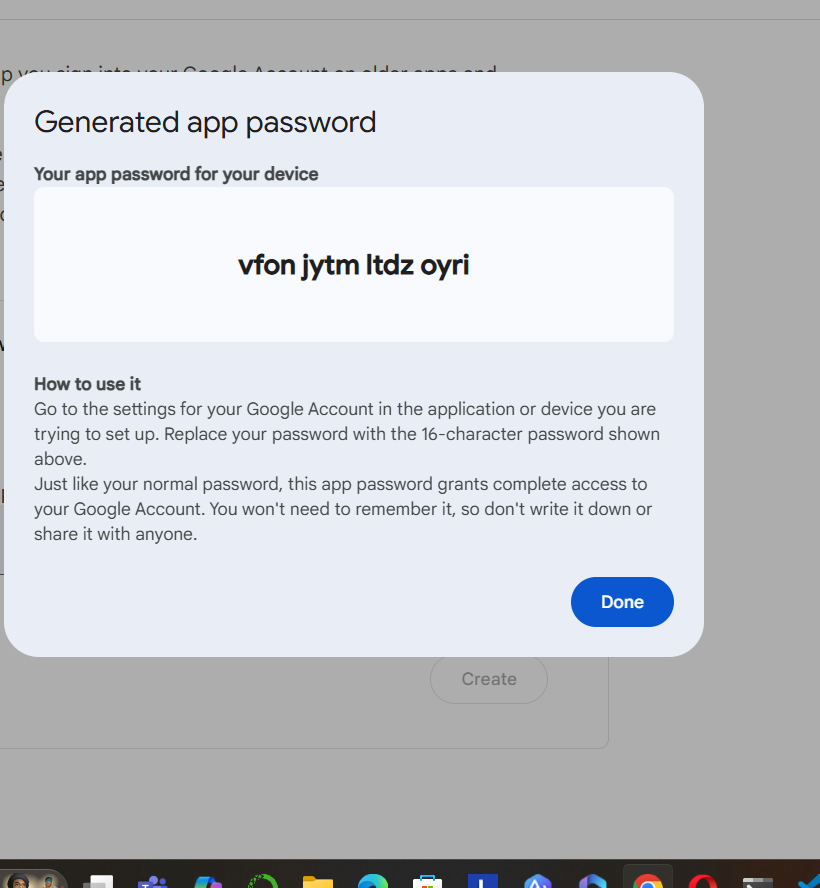 p you sign into your Google Account on older apps and
Generated app password
Your app password for your device
vfon jytm ltdz oyri
How to use it
Go to the settings for your Google Account in the application or device you are
trying to set up. Replace your password with the 16-character password shown
above.
Just like your normal password, this app password grants complete access to
your Google Account. You won't need to remember it, so don't write it down or
share it with anyone.
Done
Create